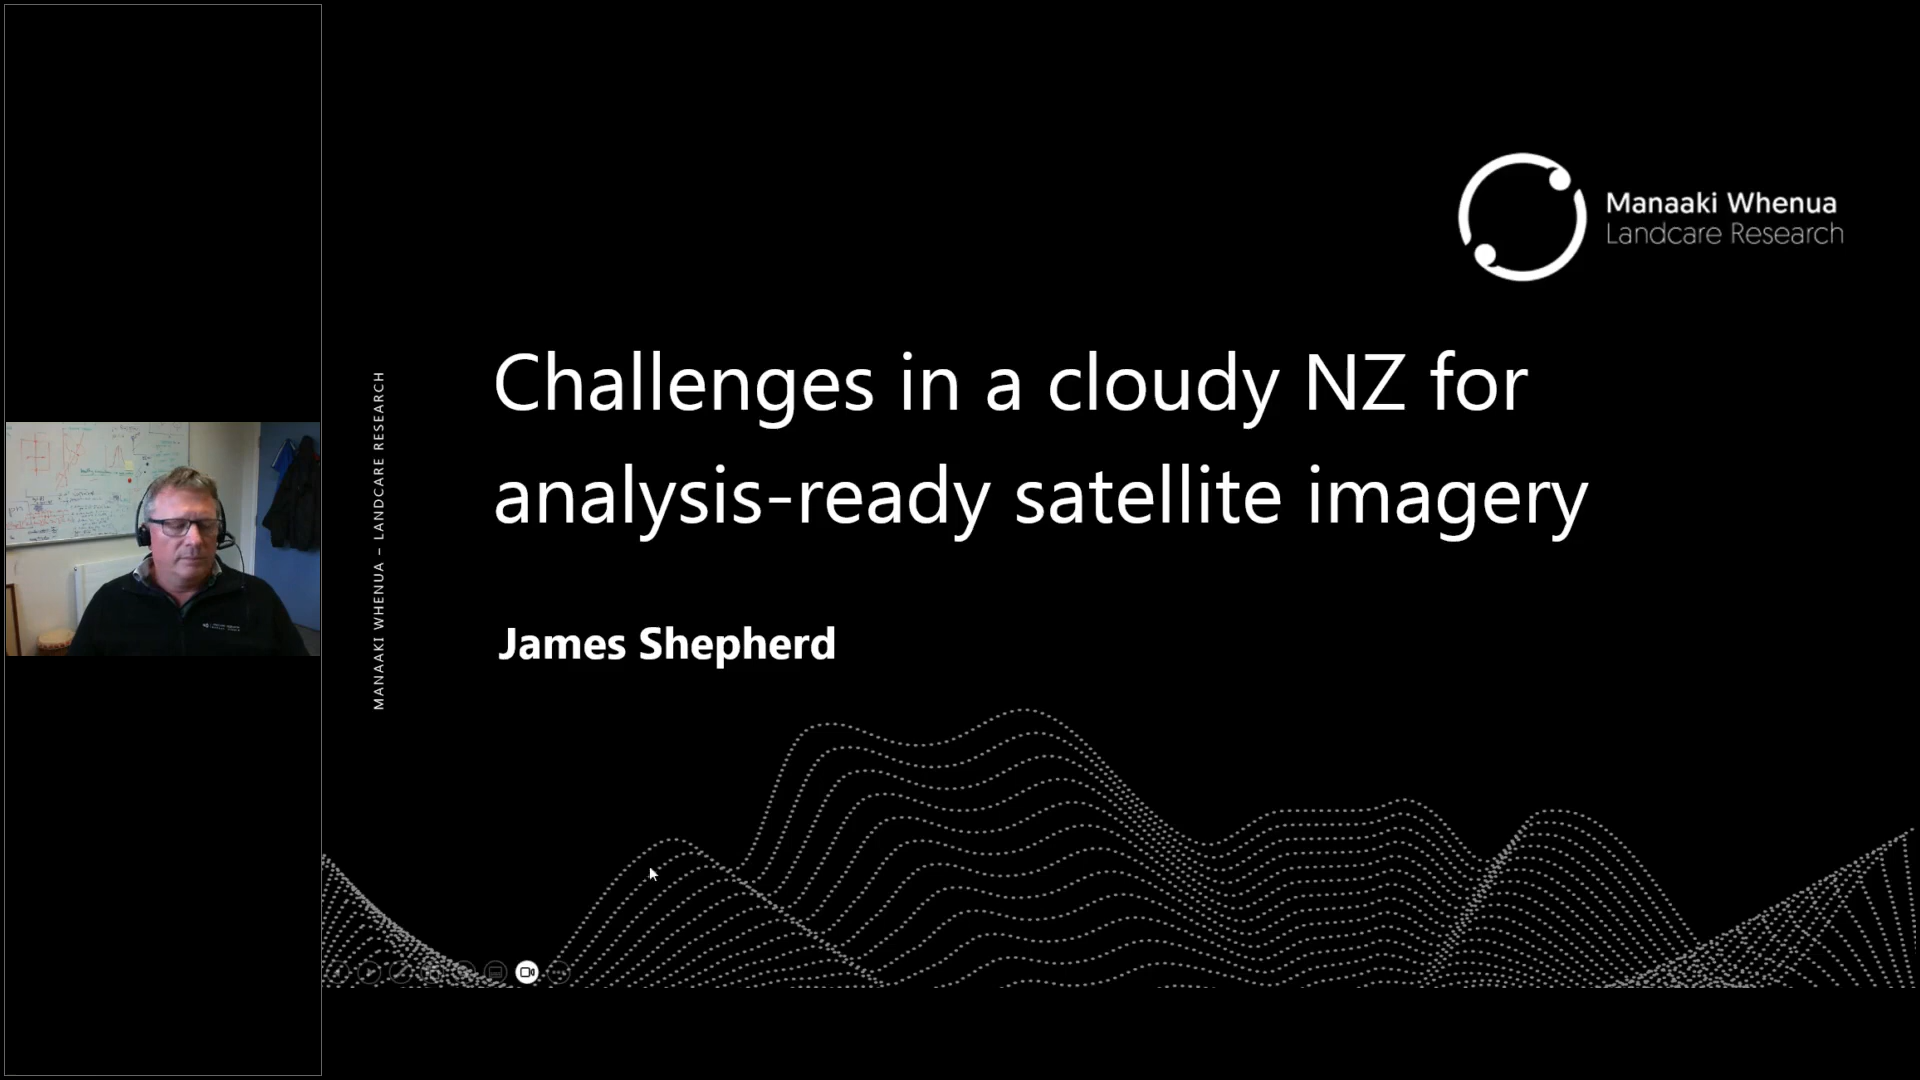 Manaaki Whenua
Landcare Research
MANAAKI WHENUA – LANDCARE RESEARCH
Challenges in a cloudy NZ for
analysis-ready satellite imagery
James Shepherd